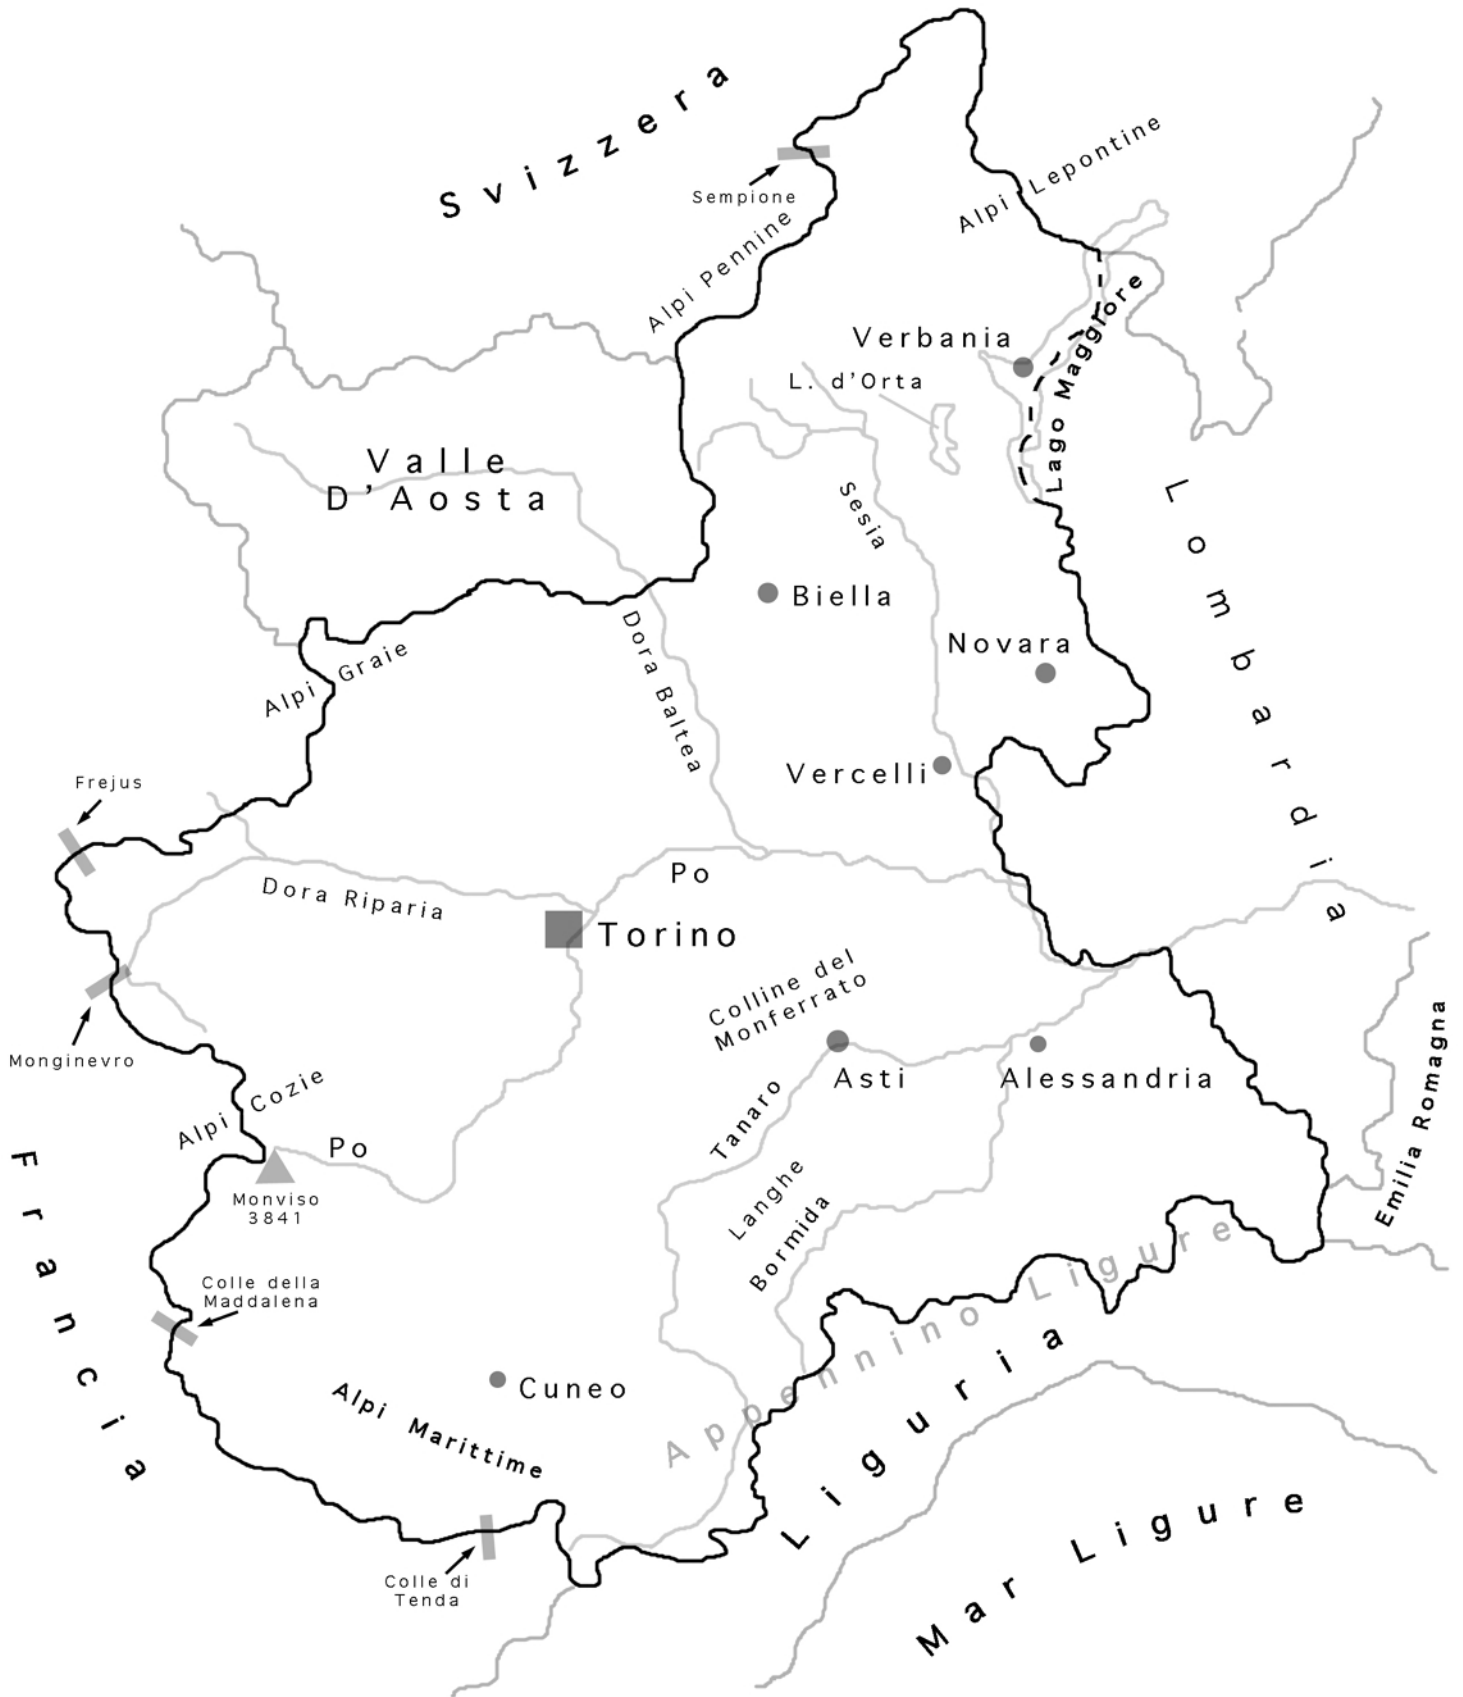 Svizzera
Alpi Lepontine
Sempione
Alpi Pennine
Lago Maggiore
Verbania
L. d'Orta
Valle
D'Aosta
Sesia
Lombardia
Biella
Dora Baltea
Novara
Alpi Graie
Vercelli
Frejus
Po
Dora Riparia
Torino
Colline del
Monferrato
Monginevro
Asti
Alessandria
Emilia Romagna
Alpi Cozie
Tanaro
Po
Francia
Monviso
3841
Langhe
Bormida
Colle della
Maddalena
Appennino Ligure
Liguria
Cuneo
Alpi Marittime
Mar Ligure
Colle di
Tenda